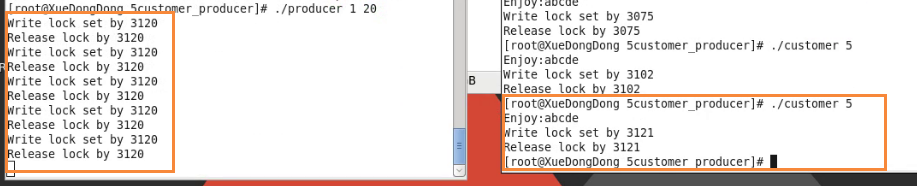 [root@XueDongDong 5customer_producer]# ./producer 1 20
Write lock set by 3120
Release lock by 3120
Write lock set by 3120
Release lock by 3120
Write lock set by 3120
Release lock by 3120
Write lock set by 3120
Release lock by 3120
Write lock set by 3120
Release lock by 3120
Enjoy:abcde
Write lock set by 3075
Release lock by 3075
[root@XueDongDong 5customer_producer]# ./customer 5
Enjoy:abcde
Write lock set by 3102
Release lock by 3102
[root@XueDongDong 5customer_producer]# ./customer 5
Enjoy:abcde
Write lock set by 3121
Release lock by 3121
[root@XueDongDong 5customer_producer]#